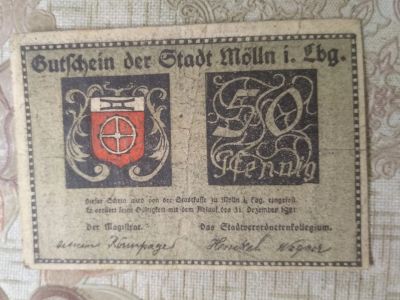 Gutschein der Stadt Mölln i. Lbg.
50
Pfennig
Dieser Schein wird von der Stadtkasse zu Mölln i. Lbg. eingelöst.
Er verliert seine Gültigkeit mit dem Ablauf des 31. Dezember 1921.
Der Magistrat. Das Stadtverordnetenkollegium.